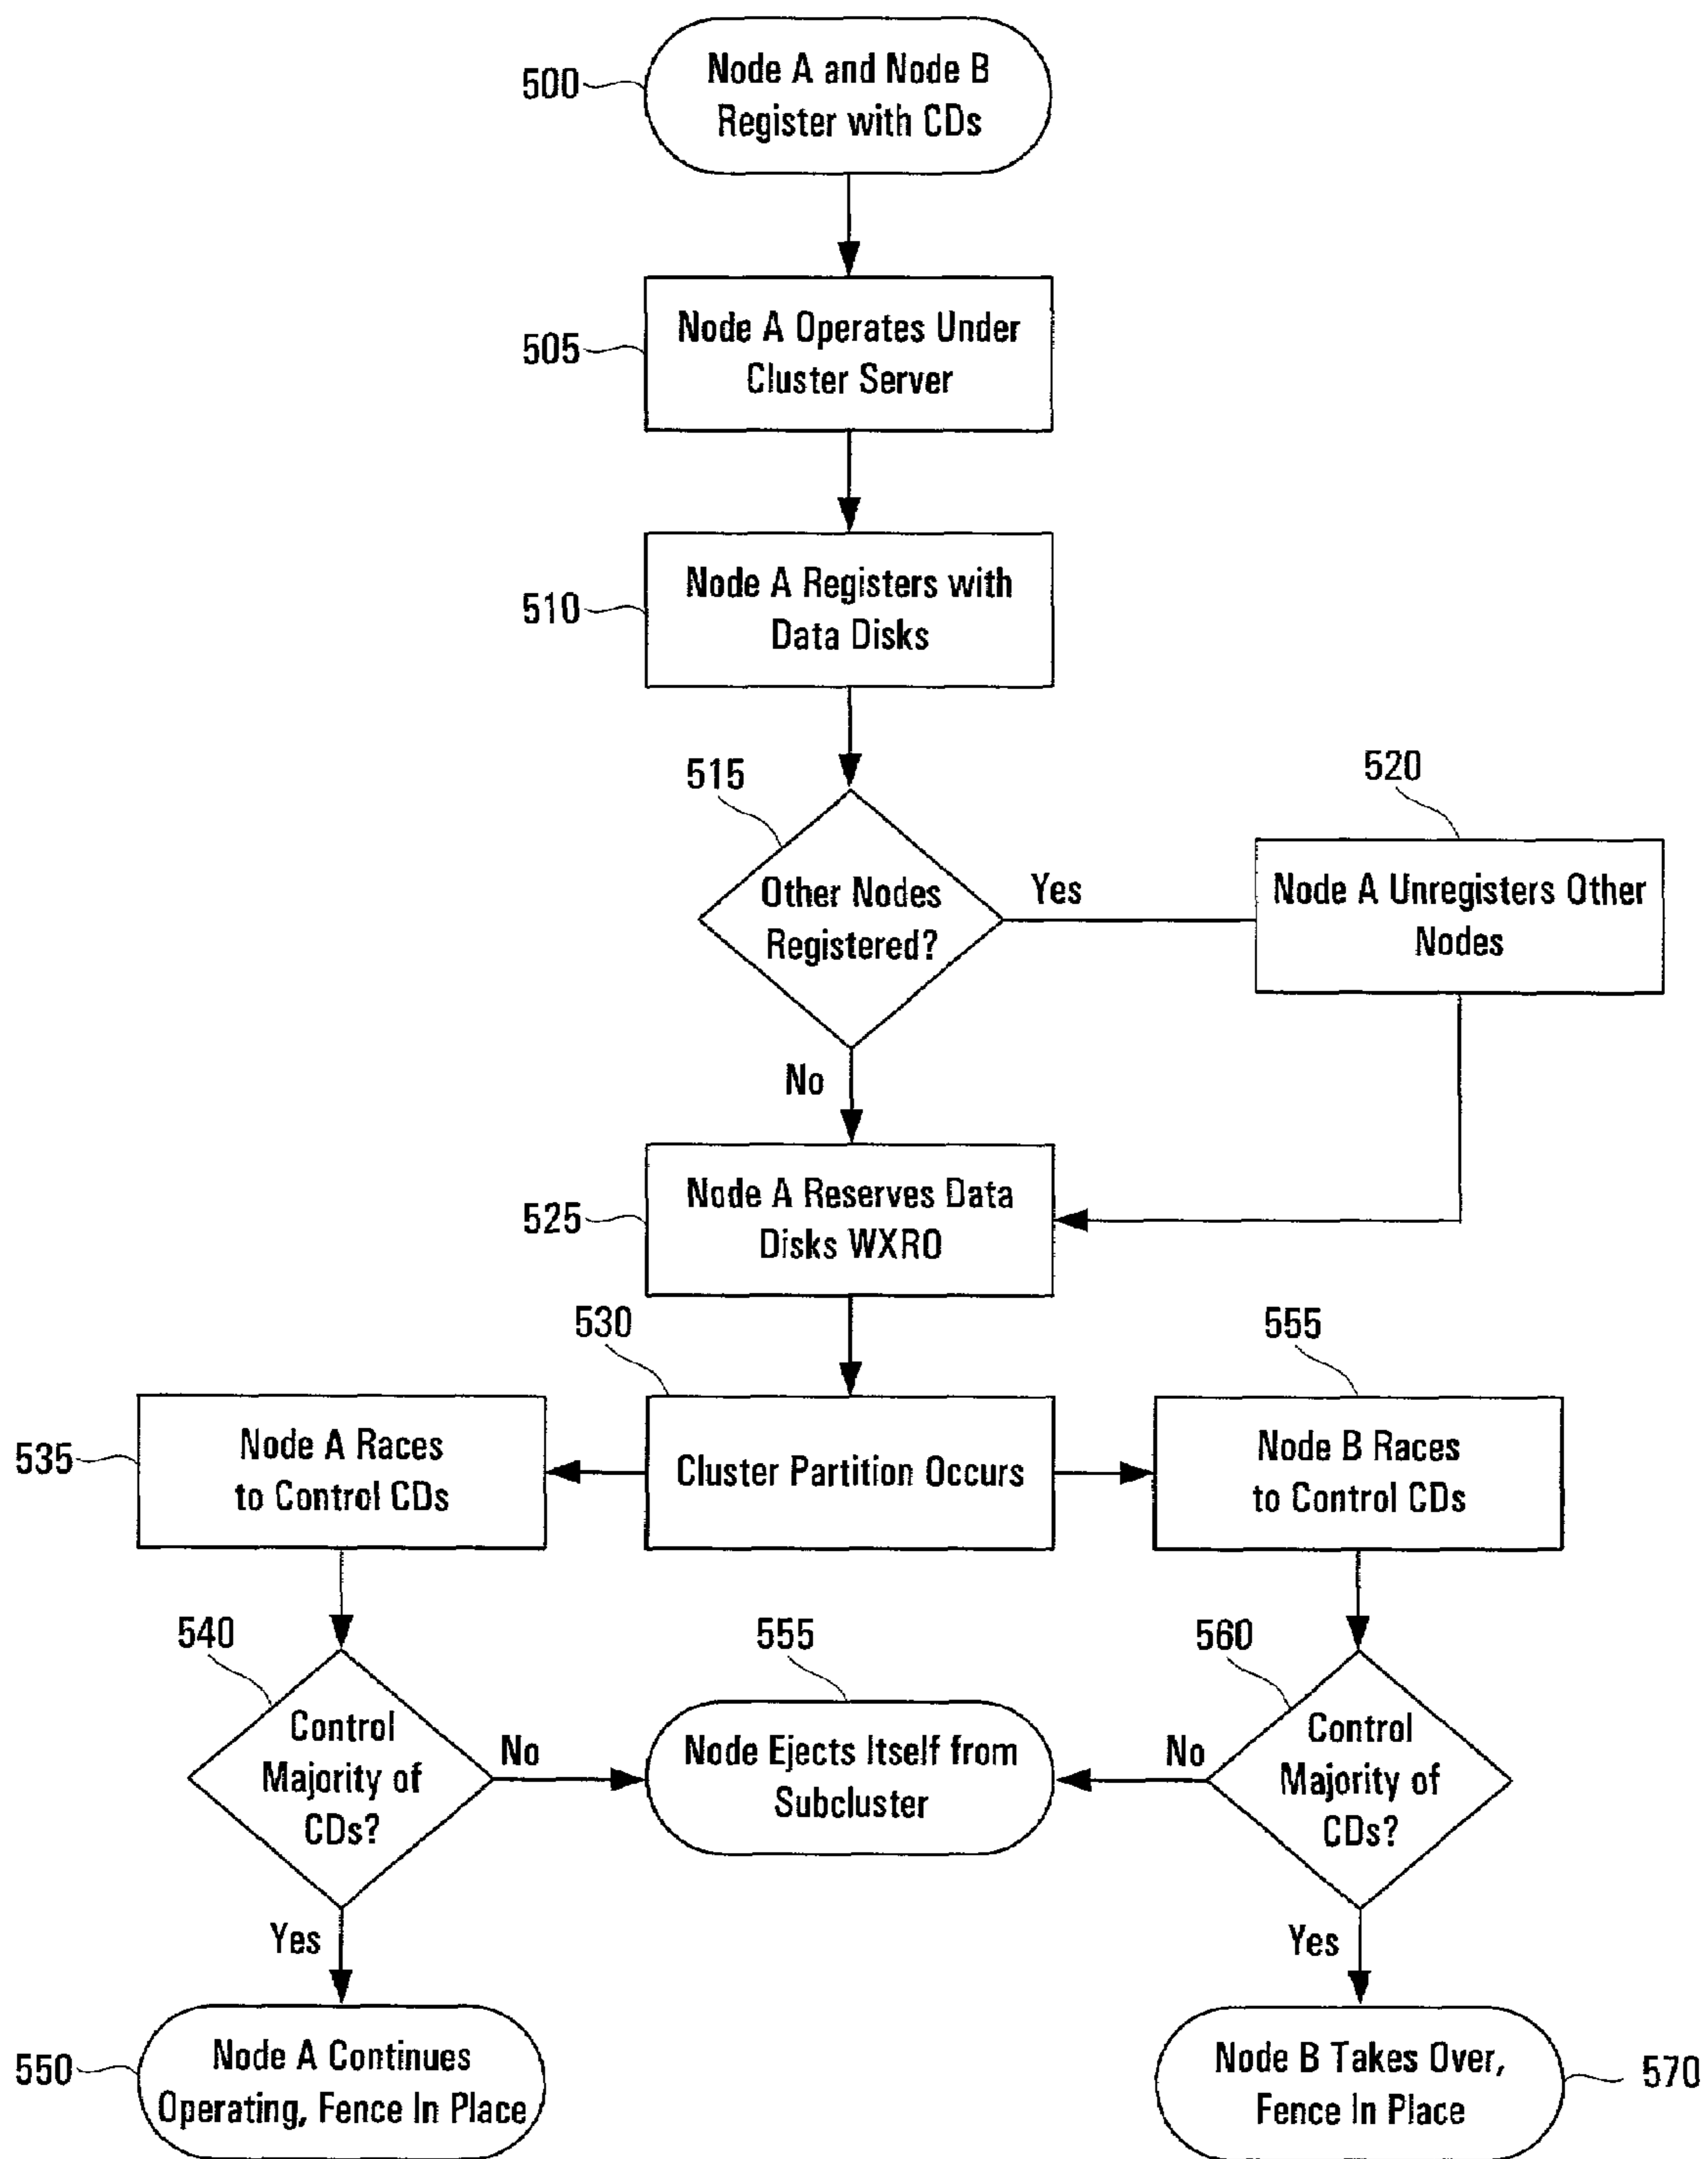 500
Node A and Node B
Register with CDs
505
Node A Operates Under
Cluster Server
510
Node A Registers with
Data Disks
515
Other Nodes
Registered?
Yes
520
Node A Unregisters Other
Nodes
No
525
Node A Reserves Data
Disks WXRO
530
Cluster Partition Occurs
535
Node A Races
to Control CDs
555
Node B Races
to Control CDs
540
Control
Majority of
CDs?
No
555
Node Ejects Itself from
Subcluster
560
Control
Majority of
CDs?
No
Yes
550
Node A Continues
Operating, Fence In Place
Yes
570
Node B Takes Over,
Fence In Place